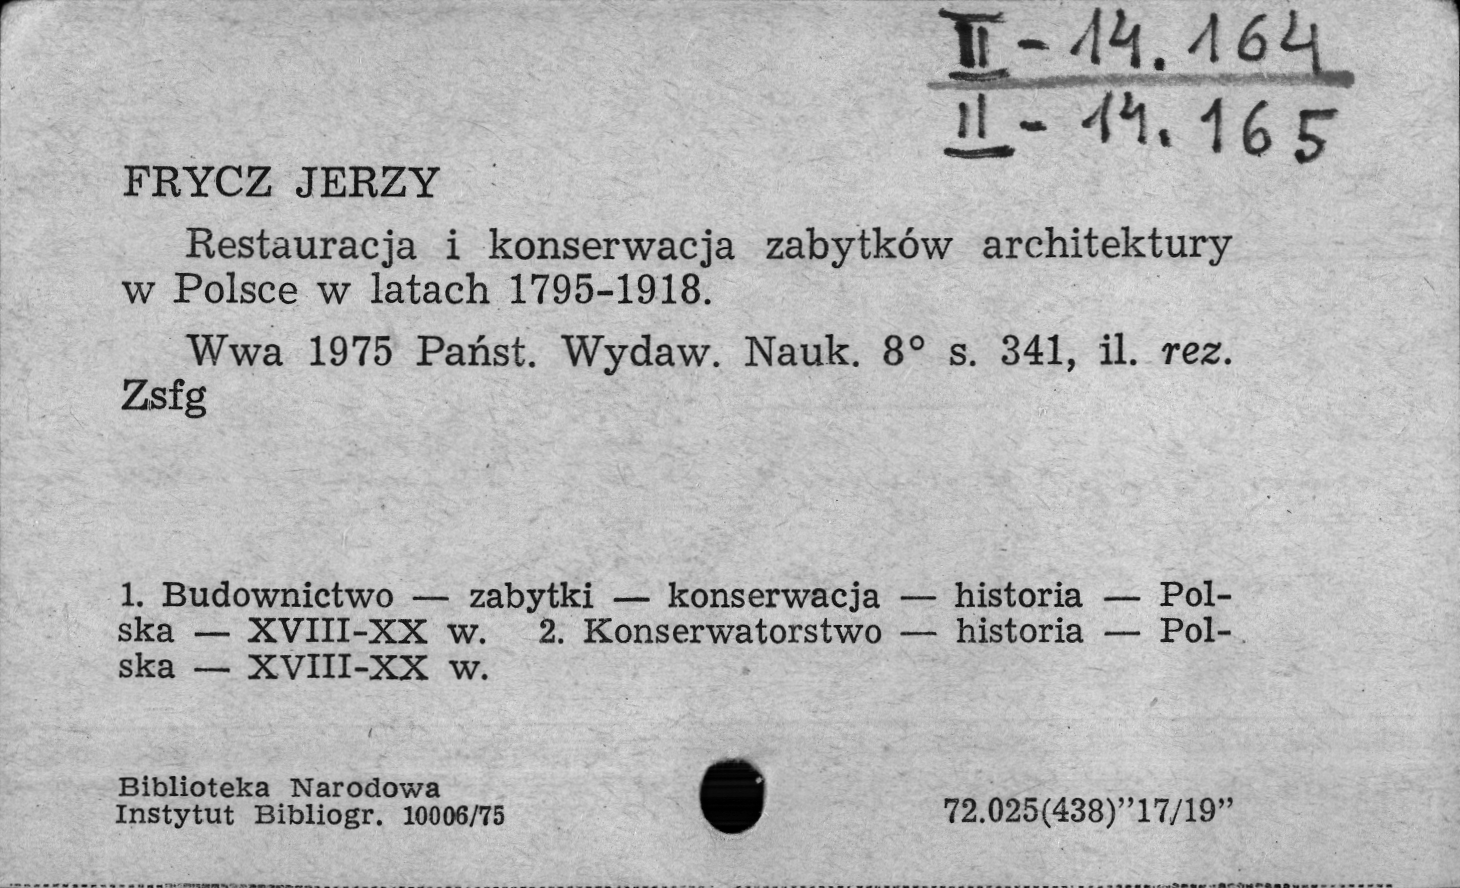 II - 14.164
II - 14.165
FRYCZ JERZY
Restauracja i konserwacja zabytków architektury
w Polsce w latach 1795-1918.
Wwa 1975 Państ. Wydaw. Nauk. 8° s. 341, il. rez.
Zsfg
1. Budownictwo — zabytki — konserwacja — historia — Pol-
ska — XVIII-XX w. 2. Konserwatorstwo — historia — Pol-
ska — XVIII-XX w.
Biblioteka Narodowa
Instytut Bibliogr. 10006/75
72.025(438)”17/19”